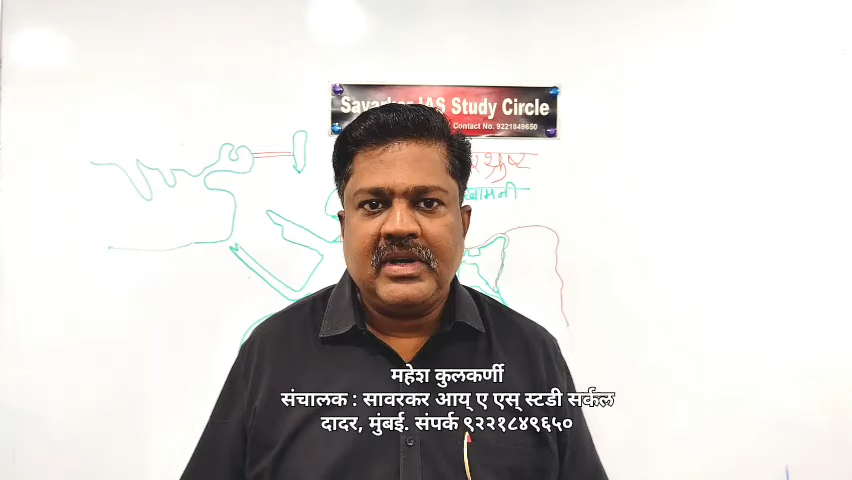 Savarkar IAS Study Circle
Contact No. 9221849650
महेश कुलकर्णी
संचालक : सावरकर आय् ए एस् स्टडी सर्कल
दादर, मुंबई. संपर्क ९२२१८४९६५०